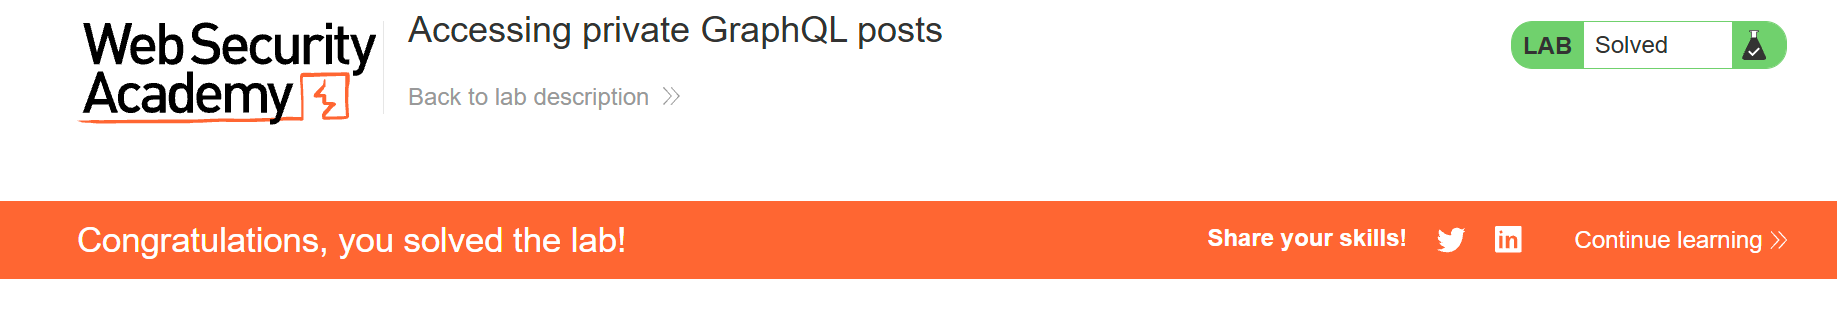 Web Security
Academy
Accessing private GraphQL posts
Back to lab description
LAB Solved
Congratulations, you solved the lab!
Share your skills!
in
Continue learning